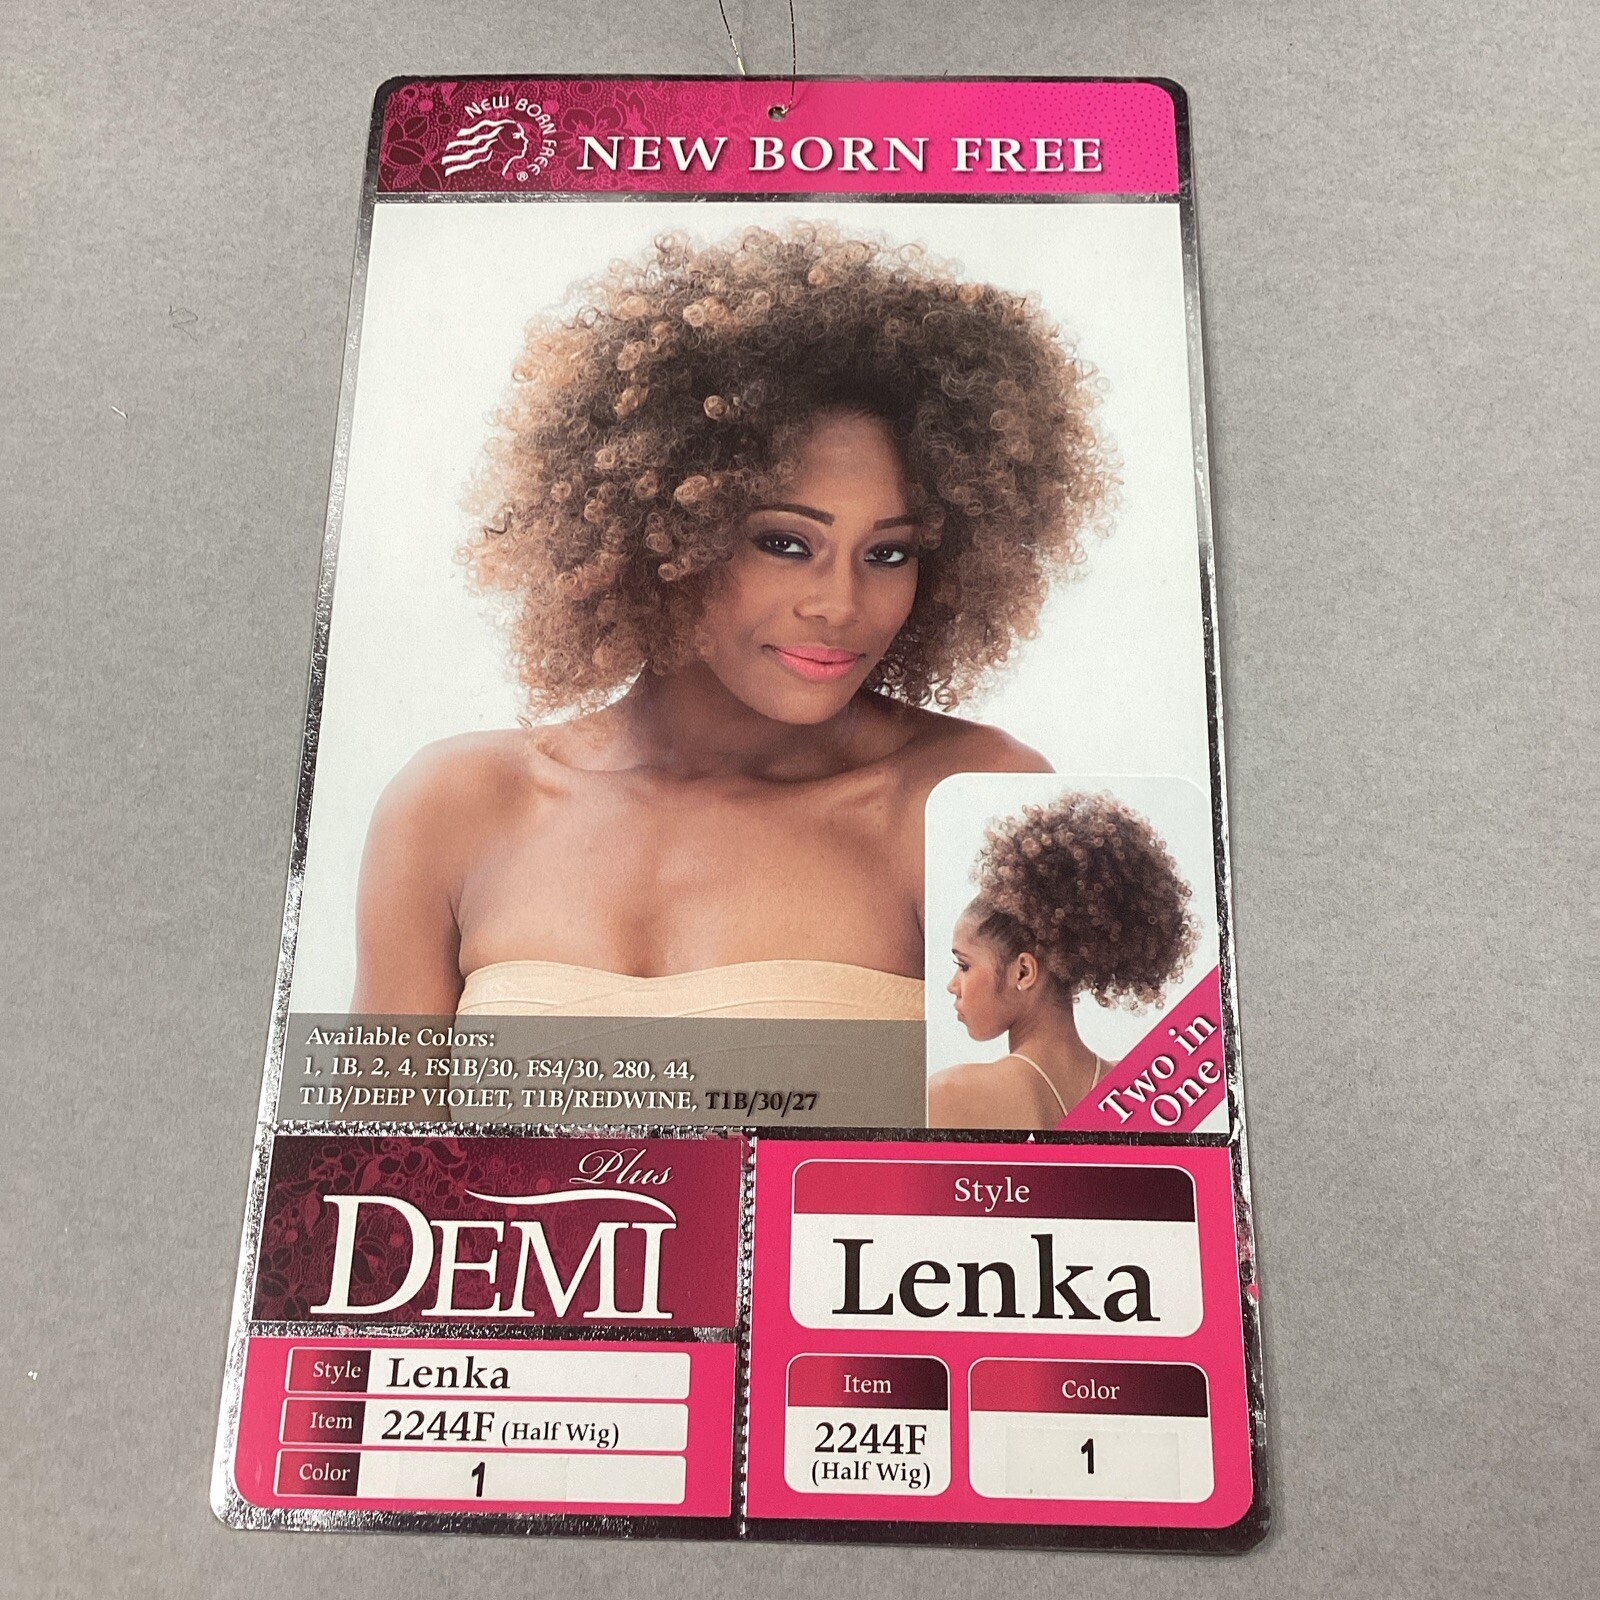 NEW BORN FREE ®
NEW BORN FREE
Available Colors:
1, 1B, 2, 4, FS1B/30, FS4/30, 280, 44,
T1B/DEEP VIOLET, T1B/REDWINE, T1B/30/27
Two in
One
Plus
DEMI
Style Lenka
Item 2244F (Half Wig)
Color 1
Style
Lenka
Item
2244F
(Half Wig)
Color
1